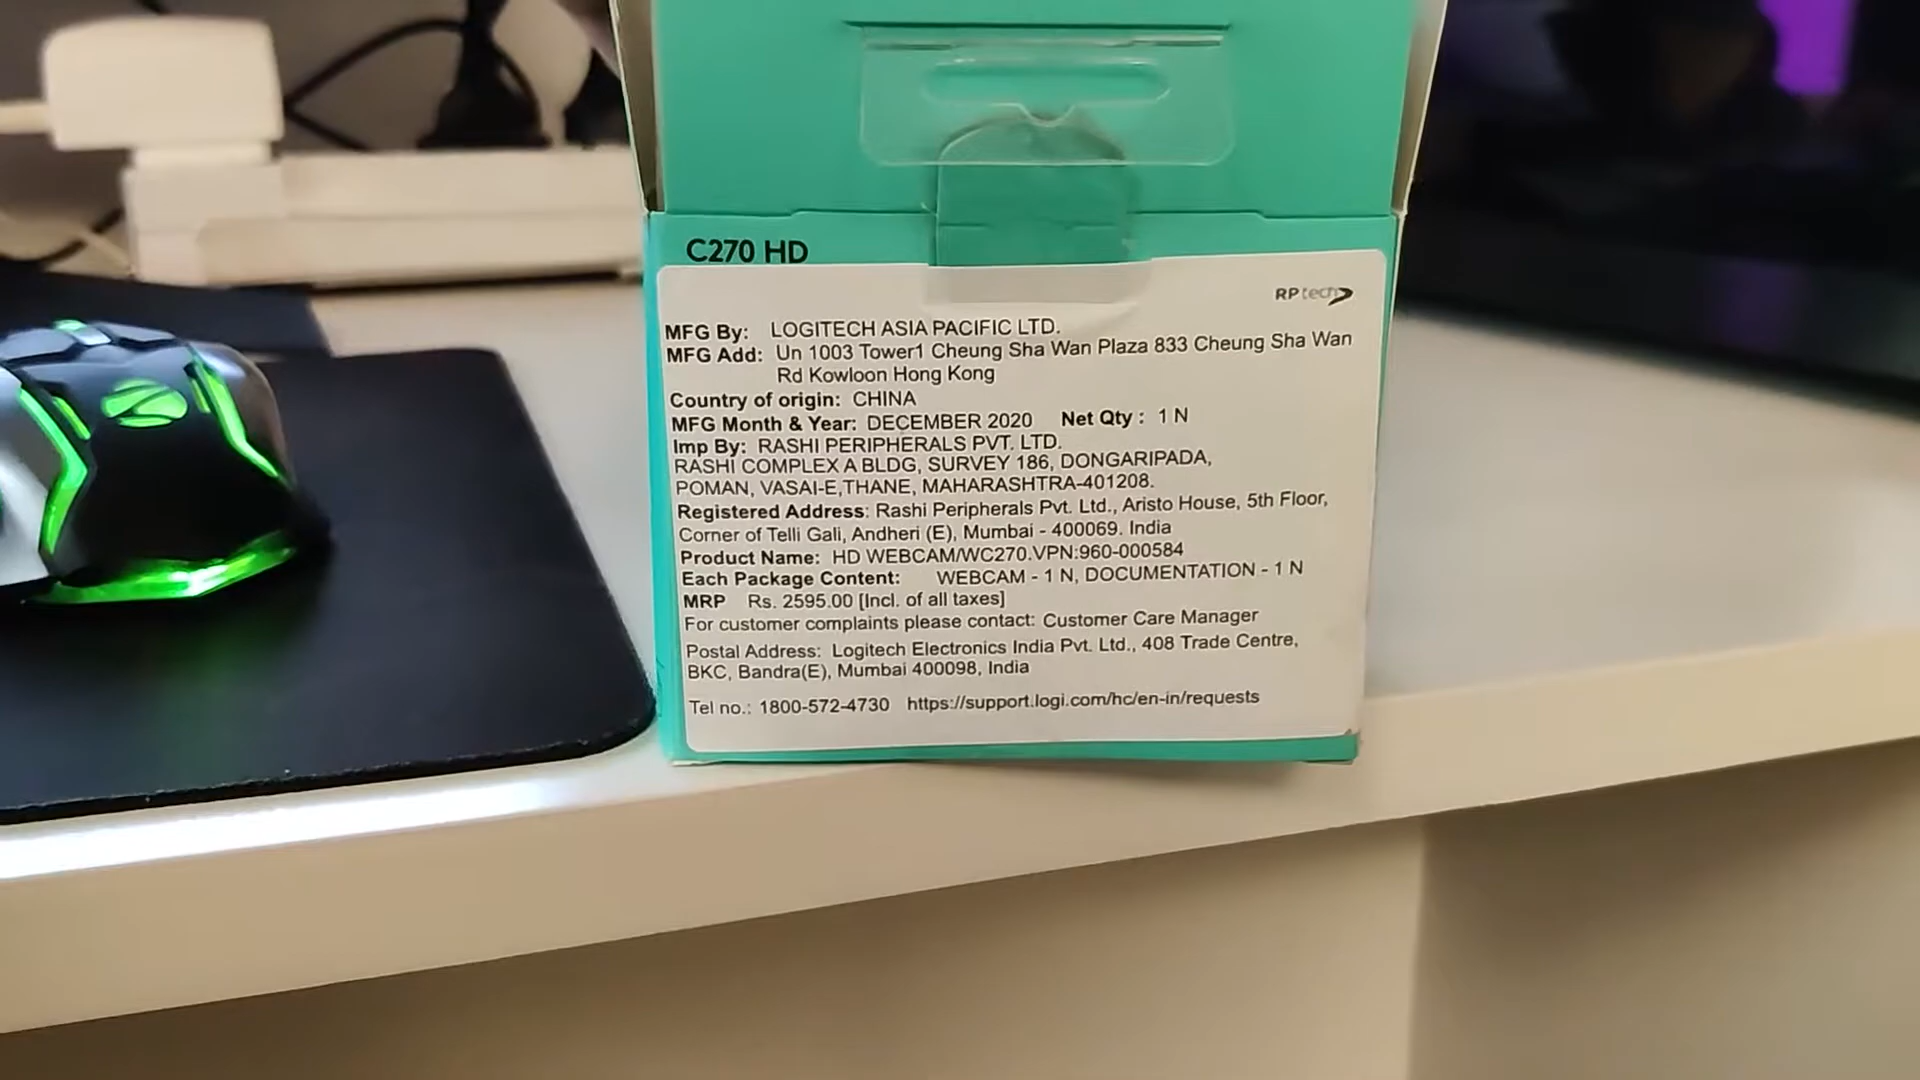 C270 HD
RPtech
MFG By: LOGITECH ASIA PACIFIC LTD.
MFG Add: Un 1003 Tower1 Cheung Sha Wan Plaza 833 Cheung Sha Wan
Rd Kowloon Hong Kong
Country of origin: CHINA
MFG Month & Year: DECEMBER 2020 Net Qty : 1 N
Imp By: RASHI PERIPHERALS PVT. LTD.
RASHI COMPLEX A BLDG, SURVEY 186, DONGARIPADA,
POMAN, VASAI-E,THANE, MAHARASHTRA-401208.
Registered Address: Rashi Peripherals Pvt. Ltd., Aristo House, 5th Floor,
Corner of Telli Gali, Andheri (E), Mumbai - 400069. India
Product Name: HD WEBCAM/WC270.VPN:960-000584
Each Package Content: WEBCAM - 1 N, DOCUMENTATION - 1 N
MRP Rs. 2595.00 [Incl. of all taxes]
For customer complaints please contact: Customer Care Manager
Postal Address: Logitech Electronics India Pvt. Ltd., 408 Trade Centre,
BKC, Bandra(E), Mumbai 400098, India
Tel no.: 1800-572-4730 https://support.logi.com/hc/en-in/requests